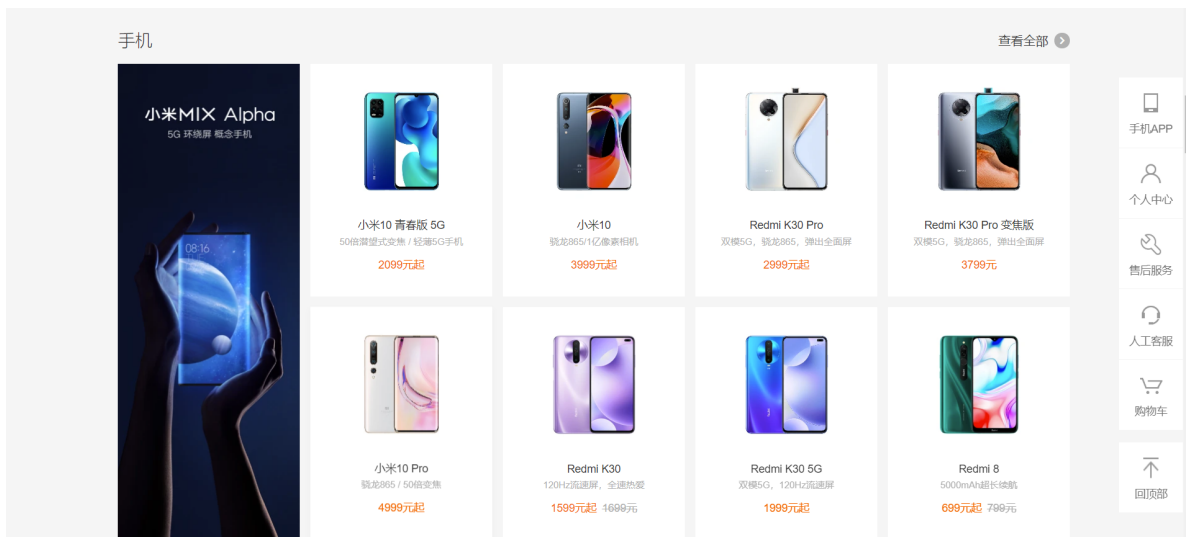 手机
查看全部
小米MIX Alpha
5G 环绕屏 概念手机
08:16
小米10 青春版 5G
50倍潜望式变焦 / 轻薄5G手机
2099元起
小米10
骁龙865/1亿像素相机
3999元起
Redmi K30 Pro
双模5G，骁龙865，弹出全面屏
2999元起
Redmi K30 Pro 变焦版
双模5G，骁龙865，弹出全面屏
3799元
小米10 Pro
骁龙865 / 50倍变焦
4999元起
Redmi K30
120Hz流速屏，全速热爱
1599元起 1699元
Redmi K30 5G
双模5G，120Hz流速屏
1999元起
Redmi 8
5000mAh超长续航
699元起 799元
手机APP
个人中心
售后服务
人工客服
购物车
回顶部